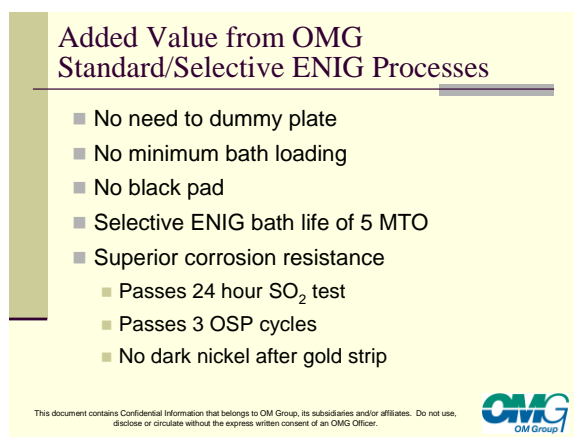 Added Value from OMG
Standard/Selective ENIG Processes
No need to dummy plate
No minimum bath loading
No black pad
Selective ENIG bath life of 5 MTO
Superior corrosion resistance
Passes 24 hour SO₂ test
Passes 3 OSP cycles
No dark nickel after gold strip
This document contains Confidential Information that belongs to OM Group, its subsidiaries and/or affiliates. Do not use,
disclose or circulate without the express written consent of an OMG Officer.
OMG
OM Group